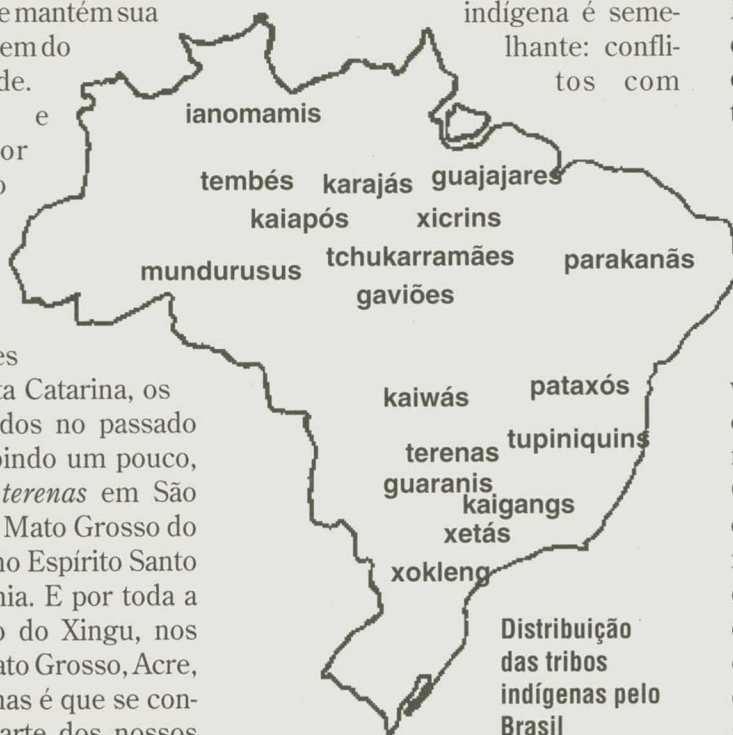 e mantém sua
em do
de.
e
or
o
indígena é seme-
lhante: confli-
tos com
ianomamis
tembés karajás guajajares
kaiapós xicrins
mundurusus tchukarramães parakanãs
gaviões
kaiwás pataxós
terenas tupiniquins
guaranis
kaigangs
xetás
xokleng
es
ta Catarina, os
dos no passado
bindo um pouco,
terenas em São
Mato Grosso do
no Espírito Santo
nia. E por toda a
o do Xingu, nos
ato Grosso, Acre,
nas é que se con-
arte dos nossos
Distribuição
das tribos
indígenas pelo
Brasil